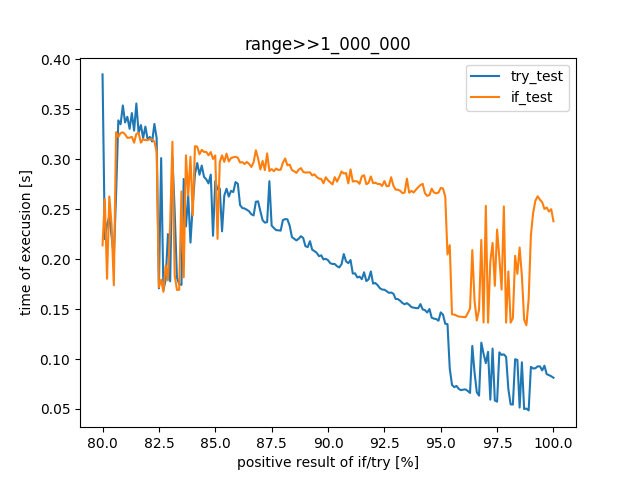 range>>1_000_000
try_test
if_test
time of execusion [s]
0.40
0.35
0.30
0.25
0.20
0.15
0.10
0.05
80.0 82.5 85.0 87.5 90.0 92.5 95.0 97.5 100.0
positive result of if/try [%]